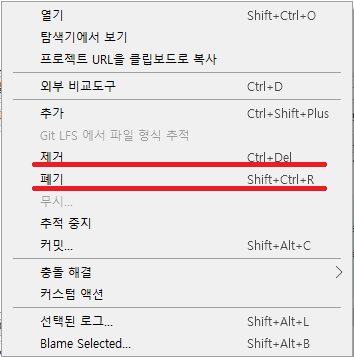 열기 Shift+Ctrl+O
탐색기에서 보기
프로젝트 URL을 클립보드로 복사
외부 비교도구 Ctrl+D
추가 Ctrl+Shift+Plus
Git LFS 에서 파일 형식 추적
제거 Ctrl+Del
폐기 Shift+Ctrl+R
무시...
추적 중지
커밋... Shift+Alt+C
충돌 해결
커스텀 액션
선택된 로그... Shift+Alt+L
Blame Selected... Shift+Alt+B